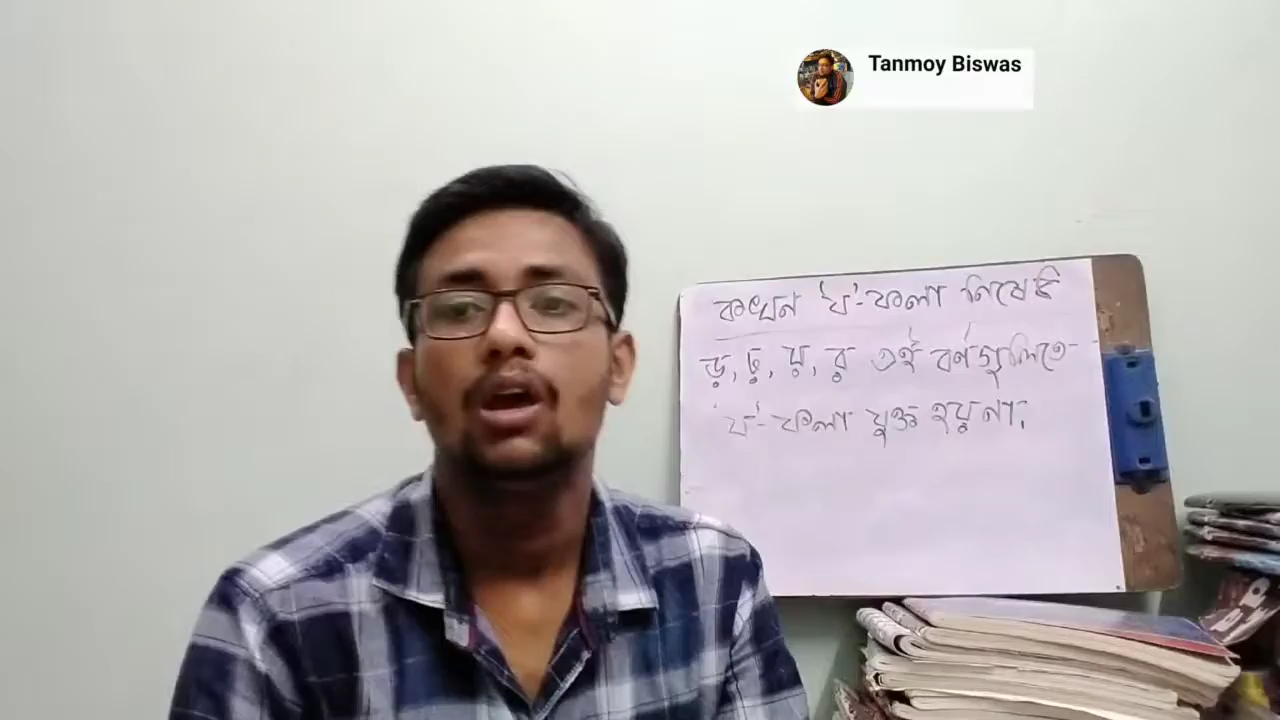 Tanmoy Biswas
কখন 'য'-ফলা নিষেধ
ড়, ঢ়, য়, র এই বর্ণগুলিতে
'য'-ফলা যুক্ত হয় না।